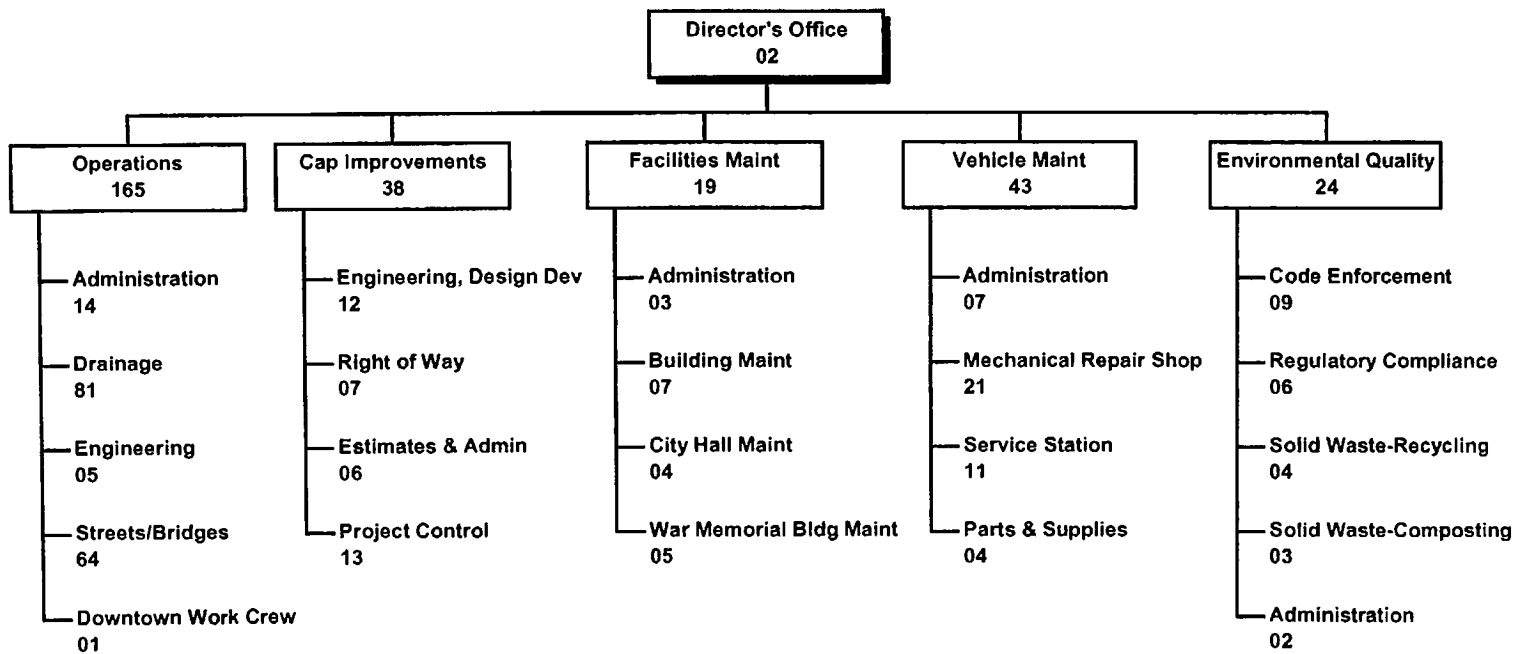 Director's Office
02
Operations
165
Administration
14
Drainage
81
Engineering
05
Streets/Bridges
64
Downtown Work Crew
01
Cap Improvements
38
Engineering, Design Dev
12
Right of Way
07
Estimates & Admin
06
Project Control
13
Facilities Maint
19
Administration
03
Building Maint
07
City Hall Maint
04
War Memorial Bldg Maint
05
Vehicle Maint
43
Administration
07
Mechanical Repair Shop
21
Service Station
11
Parts & Supplies
04
Environmental Quality
24
Code Enforcement
09
Regulatory Compliance
06
Solid Waste-Recycling
04
Solid Waste-Composting
03
Administration
02